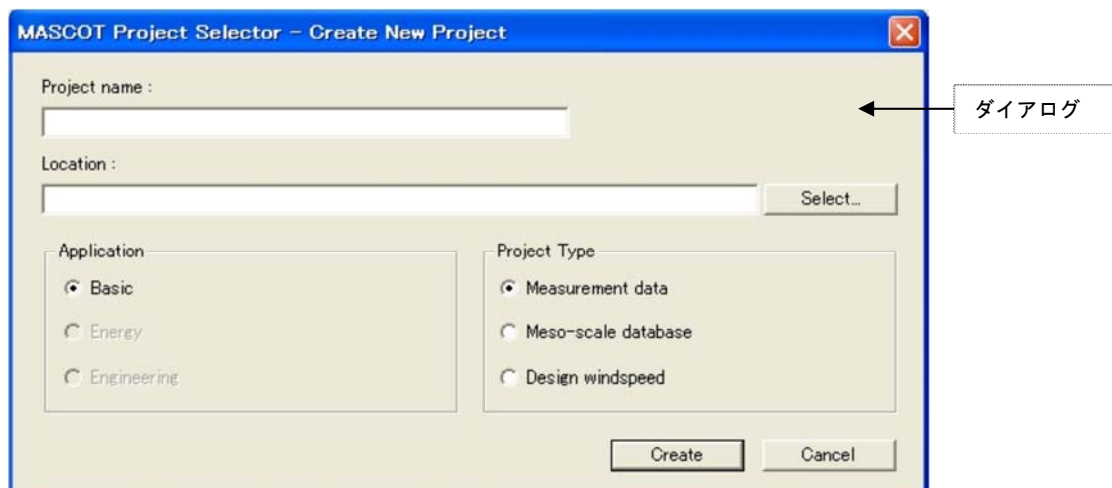 MASCOT Project Selector - Create New Project
Project name :
ダイアログ
Location :
Select...
Application
Basic
Energy
Engineering
Project Type
Measurement data
Meso-scale database
Design windspeed
Create
Cancel